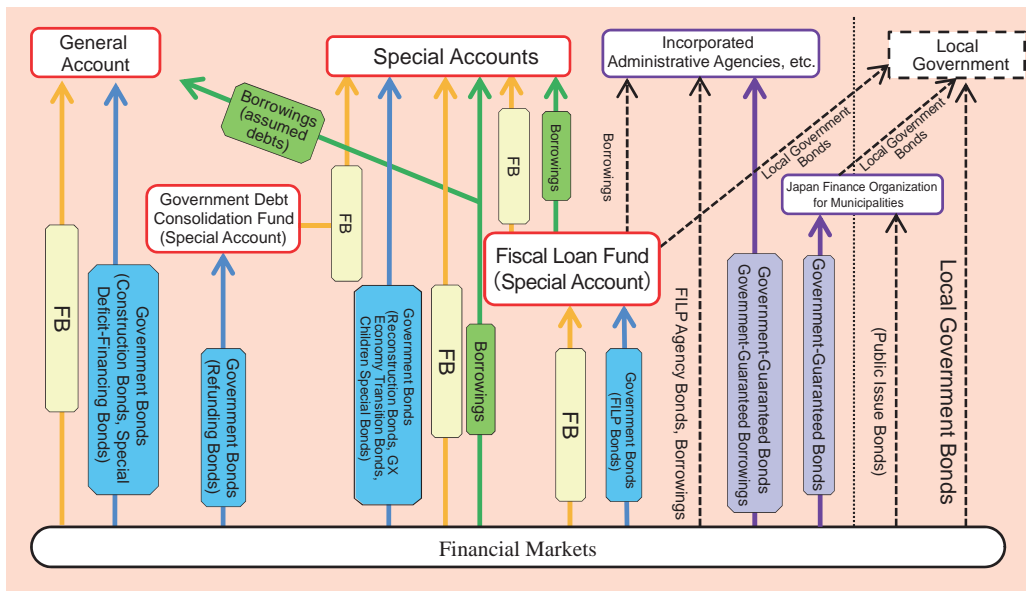 General
Account
Special Accounts
Incorporated
Administrative Agencies, etc.
Local
Government
Borrowings
(assumed
debts)
FB
Borrowings
Borrowings
Local Government
Bonds
Local Government
Bonds
Government Debt
Consolidation Fund
(Special Account)
FB
Japan Finance Organization
for Municipalities
Fiscal Loan Fund
(Special Account)
FB
Government Bonds
(Construction Bonds, Special
Deficit-Financing Bonds)
Government Bonds
(Refunding Bonds)
Government Bonds
(Reconstruction Bonds, GX
Economy Transition Bonds,
Children Special Bonds)
FB
Borrowings
FB
Government Bonds
(FILP Bonds)
FILP Agency Bonds, Borrowings
Government-Guaranteed Bonds
Government-Guaranteed Borrowings
Government-Guaranteed Bonds
(Public Issue Bonds)
Local Government Bonds
Financial Markets